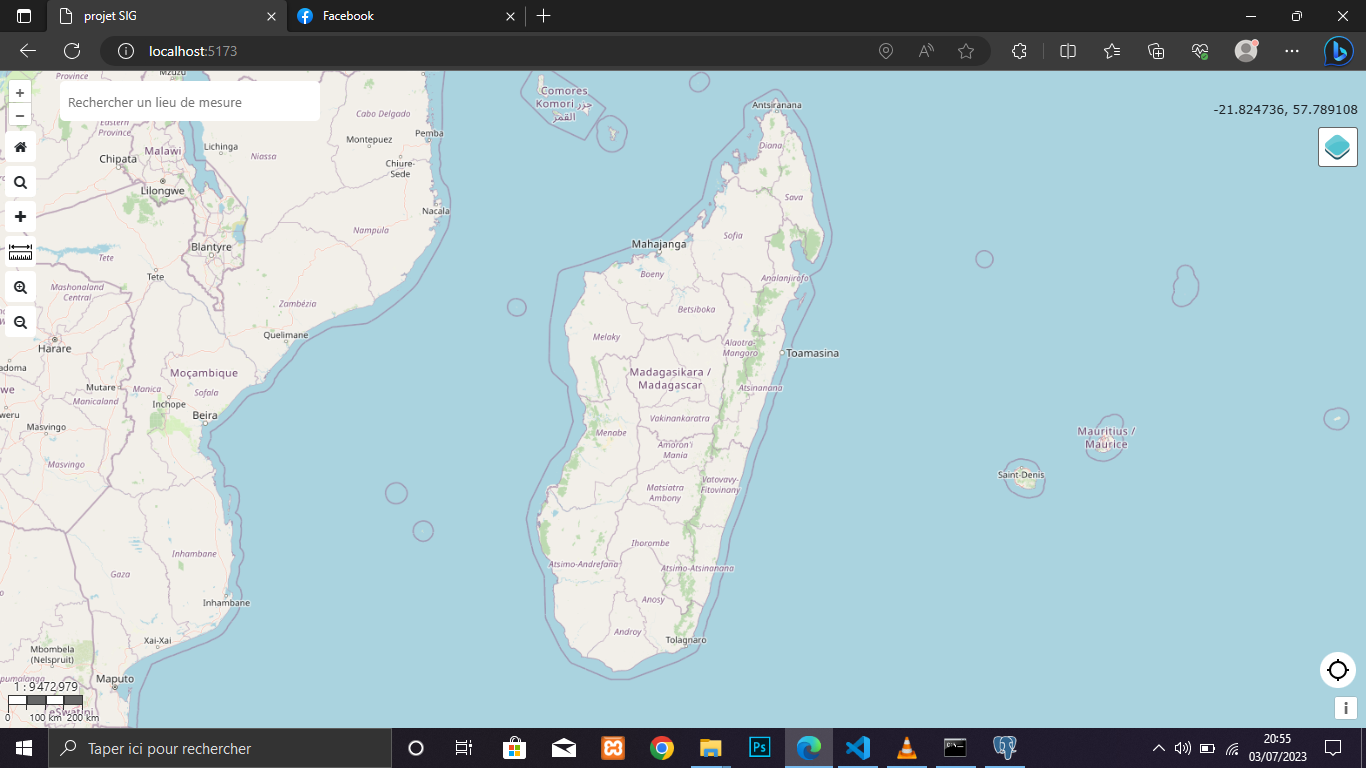 projet SIG
Facebook
localhost:5173
Rechercher un lieu de mesure
-21.824736, 57.789108
Province
Mzuzu
Comores
Komori جزر
القمر
Antsiranana
Cabo Delgado
Eastern
Province
Malawi
Lichinga
Montepuez
Pemba
Diana
Chipata
Niassa
Chiure-
Sede
Lilongwe
Sava
Nacala
Nampula
Sofia
Blantyre
Mahajanga
Tete
Tete
Boeny
Analanjirofo
Mashonaland
Central
Zambézia
Betsiboka
Quelimane
Melaky
Alaotra-
Mangoro
Harare
Toamasina
Moçambique
Madagasikara /
Madagascar
Mutare
Manica
Sofala
Atsinanana
Manicaland
Inchope
Beira
Vakinankaratra
Masvingo
Menabe
Amoron'i
Mania
Mauritius /
Maurice
Masvingo
Saint-Denis
Matsiatra
Ambony
Vatovavy-
Fitovinany
Ihorombe
Inhambane
Atsimo-Andrefana
Atsimo-Atsinanana
Gaza
Inhambane
Anosy
Androy
Xai-Xai
Tolagnaro
Mbombela
(Nelspruit)
Mpumalanga
Maputo
1 : 9 472 979
eSwatini
0 100 km 200 km
i
Taper ici pour rechercher
Ps
20:55
03/07/2023